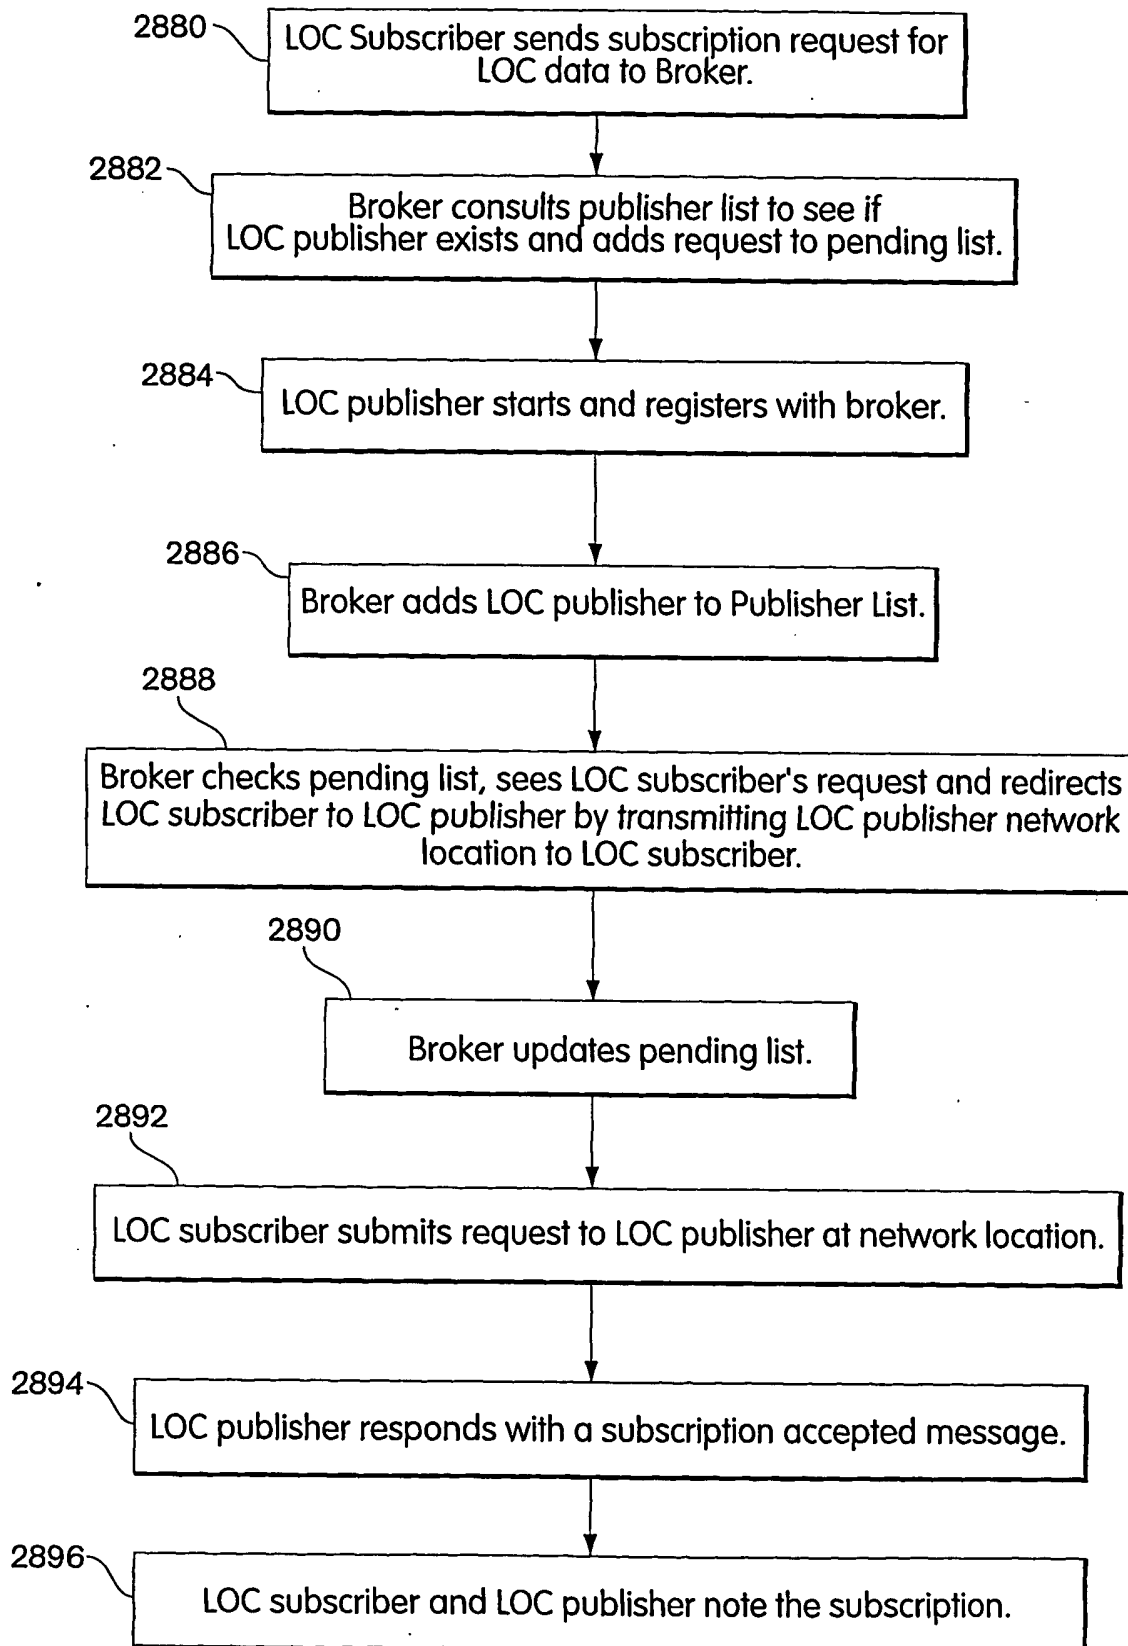 2880
LOC Subscriber sends subscription request for
LOC data to Broker.
2882
Broker consults publisher list to see if
LOC publisher exists and adds request to pending list.
2884
LOC publisher starts and registers with broker.
2886
Broker adds LOC publisher to Publisher List.
2888
Broker checks pending list, sees LOC subscriber's request and redirects
LOC subscriber to LOC publisher by transmitting LOC publisher network
location to LOC subscriber.
2890
Broker updates pending list.
2892
LOC subscriber submits request to LOC publisher at network location.
2894
LOC publisher responds with a subscription accepted message.
2896
LOC subscriber and LOC publisher note the subscription.